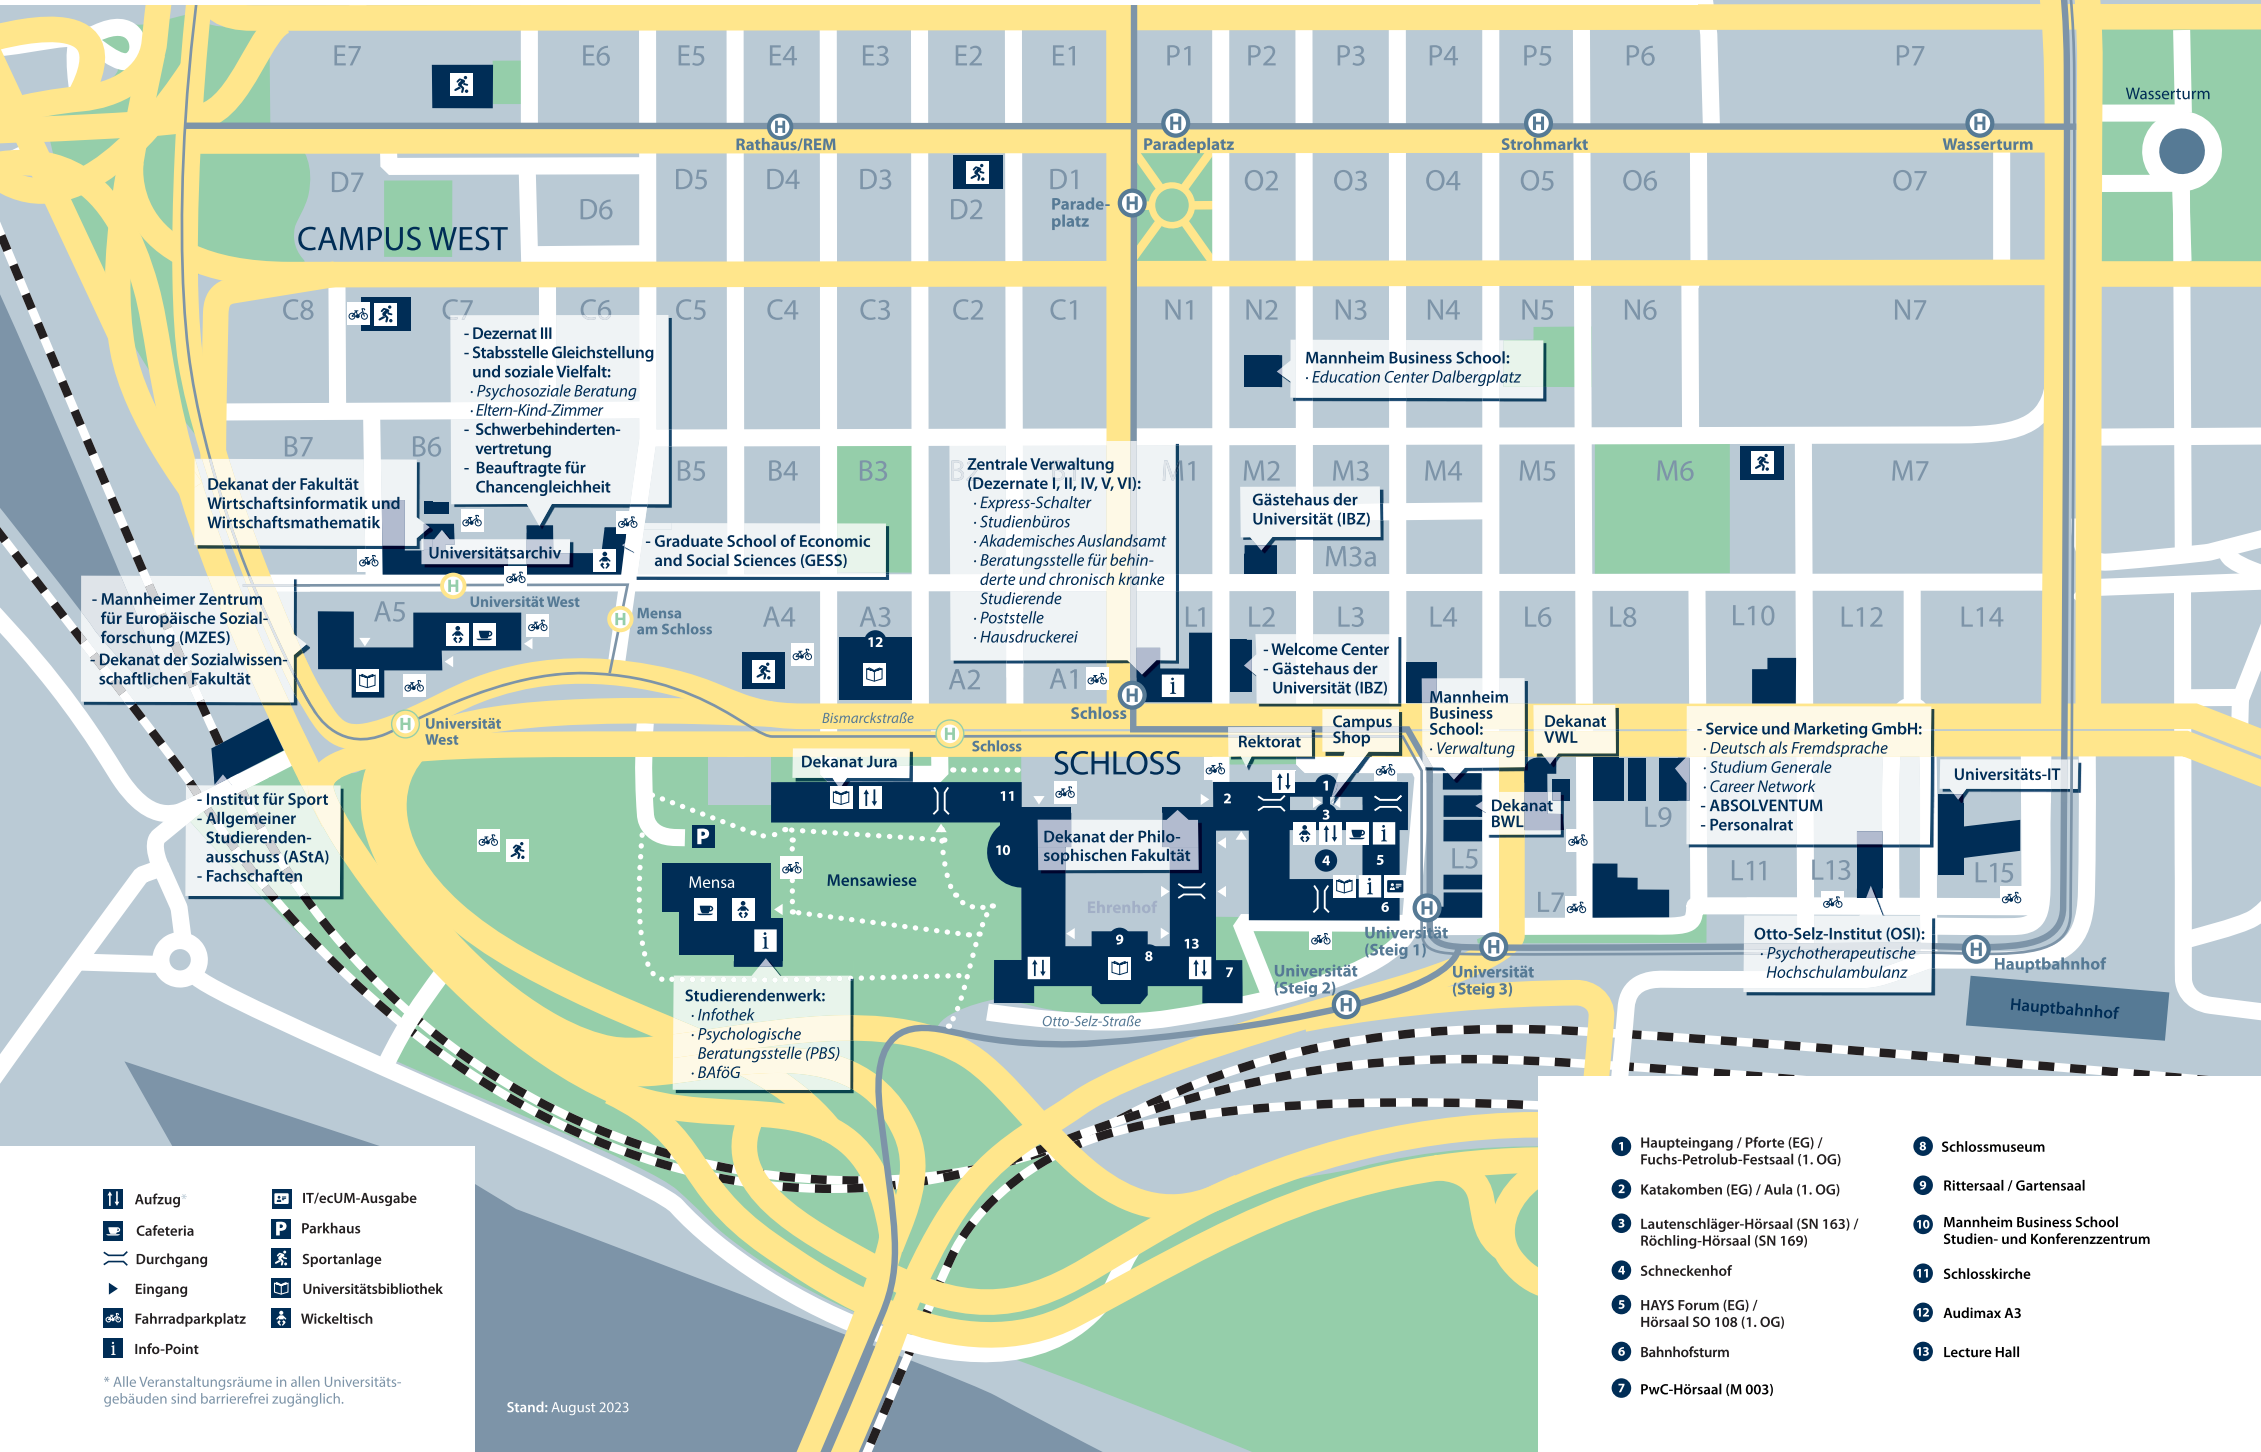 E7
E6
E5
E4
E3
E2
E1
P1
P2
P3
P4
P5
P6
P7
Wasserturm
H
H
H
H
Rathaus/REM
Paradeplatz
Strohmarkt
Wasserturm
D7
D6
D5
D4
D3
D2
D1
Parade-
platz
H
O2
O3
O4
O5
O6
O7
CAMPUS WEST
C8
C7
C6
C5
C4
C3
C2
C1
N1
N2
N3
N4
N5
N6
N7
- Dezernat III
- Stabsstelle Gleichstellung
und soziale Vielfalt:
· Psychosoziale Beratung
· Eltern-Kind-Zimmer
- Schwerbehinderten-
vertretung
- Beauftragte für
Chancengleichheit
Mannheim Business School:
· Education Center Dalbergplatz
B7
B6
B5
B4
B3
M1
M2
M3
M4
M5
M6
M7
Dekanat der Fakultät
Wirtschaftsinformatik und
Wirtschaftsmathematik
Universitätsarchiv
- Graduate School of Economic
and Social Sciences (GESS)
Zentrale Verwaltung
(Dezernate I, II, IV, V, VI):
· Express-Schalter
· Studienbüros
· Akademisches Auslandsamt
· Beratungsstelle für behin-
derte und chronisch kranke
Studierende
· Poststelle
· Hausdruckerei
Gästehaus der
Universität (IBZ)
M3a
- Mannheimer Zentrum
für Europäische Sozial-
forschung (MZES)
- Dekanat der Sozialwissen-
schaftlichen Fakultät
H
Universität West
A5
H
Mensa
am Schloss
A4
A3
12
A2
A1
L1
L2
L3
L4
L6
L8
L10
L12
L14
i
- Welcome Center
- Gästehaus der
Universität (IBZ)
H
Universität
West
Bismarckstraße
H
Schloss
H
Schloss
SCHLOSS
Rektorat
Campus
Shop
Mannheim
Business
School:
· Verwaltung
Dekanat
VWL
- Service und Marketing GmbH:
· Deutsch als Fremdsprache
· Studium Generale
· Career Network
- ABSOLVENTUM
- Personalrat
Universitäts-IT
Dekanat Jura
- Institut für Sport
- Allgemeiner
Studierenden-
ausschuss (AStA)
- Fachschaften
11
2
1
3
Dekanat
BWL
L9
P
Mensa
Mensawiese
10
Dekanat der Philo-
sophischen Fakultät
i
4
5
L5
L11
L13
L15
Ehrenhof
i
6
L7
i
9
8
13
7
H
Universität
(Steig 1)
Universität
(Steig 2)
H
H
Universität
(Steig 3)
Otto-Selz-Institut (OSI):
· Psychotherapeutische
Hochschulambulanz
H
Hauptbahnhof
Hauptbahnhof
Studierendenwerk:
· Infothek
· Psychologische
Beratungsstelle (PBS)
· BAföG
Otto-Selz-Straße
Aufzug*
Cafeteria
Durchgang
Eingang
Fahrradparkplatz
i Info-Point
IT/ecUM-Ausgabe
P Parkhaus
Sportanlage
Universitätsbibliothek
Wickeltisch
* Alle Veranstaltungsräume in allen Universitäts-
gebäuden sind barrierefrei zugänglich.
Stand: August 2023
1 Haupteingang / Pforte (EG) /
Fuchs-Petrolub-Festsaal (1. OG)
2 Katakomben (EG) / Aula (1. OG)
3 Lautenschläger-Hörsaal (SN 163) /
Röchling-Hörsaal (SN 169)
4 Schneckenhof
5 HAYS Forum (EG) /
Hörsaal SO 108 (1. OG)
6 Bahnhofsturm
7 PwC-Hörsaal (M 003)
8 Schlossmuseum
9 Rittersaal / Gartensaal
10 Mannheim Business School
Studien- und Konferenzzentrum
11 Schlosskirche
12 Audimax A3
13 Lecture Hall